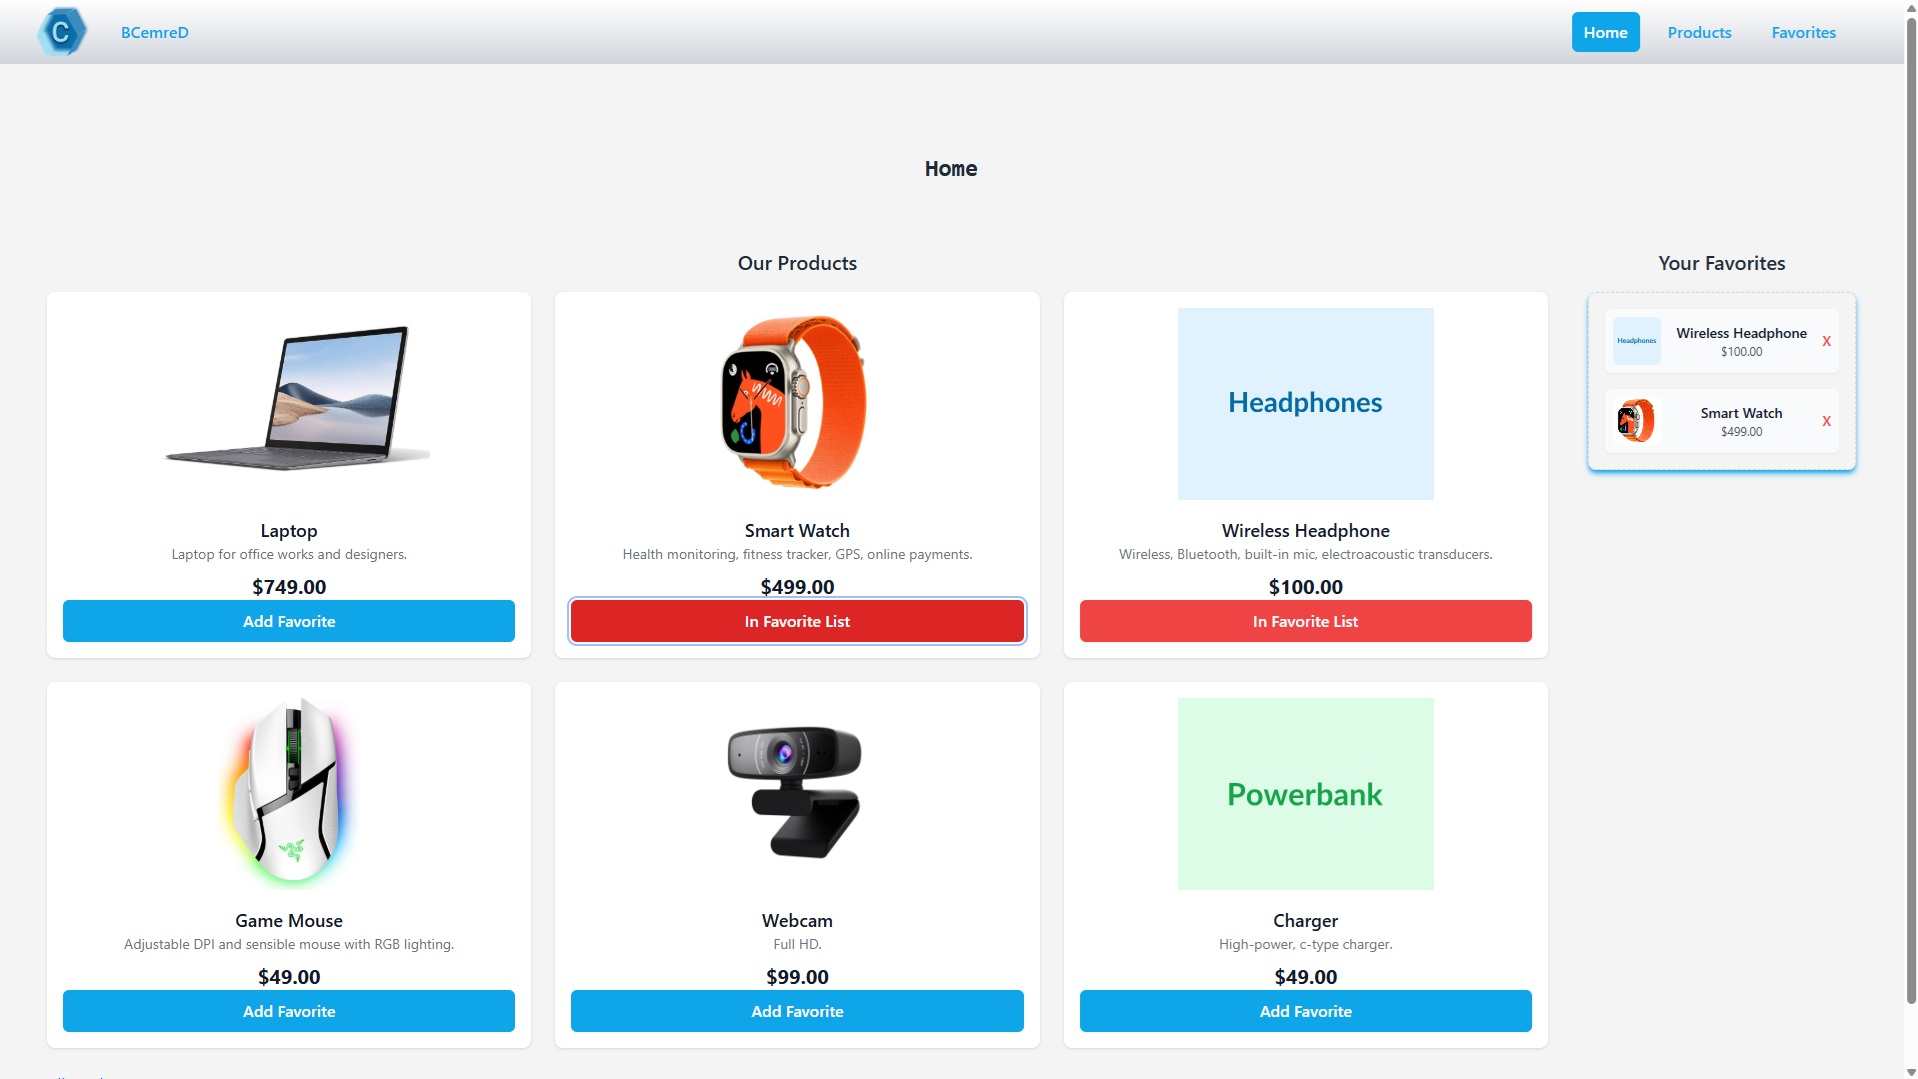 C
BCemreD
Home
Products
Favorites
Home
Our Products
Your Favorites
Laptop
Laptop for office works and designers.
$749.00
Add Favorite
Smart Watch
Health monitoring, fitness tracker, GPS, online payments.
$499.00
In Favorite List
Headphones
Wireless Headphone
Wireless, Bluetooth, built-in mic, electroacoustic transducers.
$100.00
In Favorite List
Headphones
Wireless Headphone
$100.00
X
Smart Watch
$499.00
X
Game Mouse
Adjustable DPI and sensible mouse with RGB lighting.
$49.00
Add Favorite
Webcam
Full HD.
$99.00
Add Favorite
Powerbank
Charger
High-power, c-type charger.
$49.00
Add Favorite